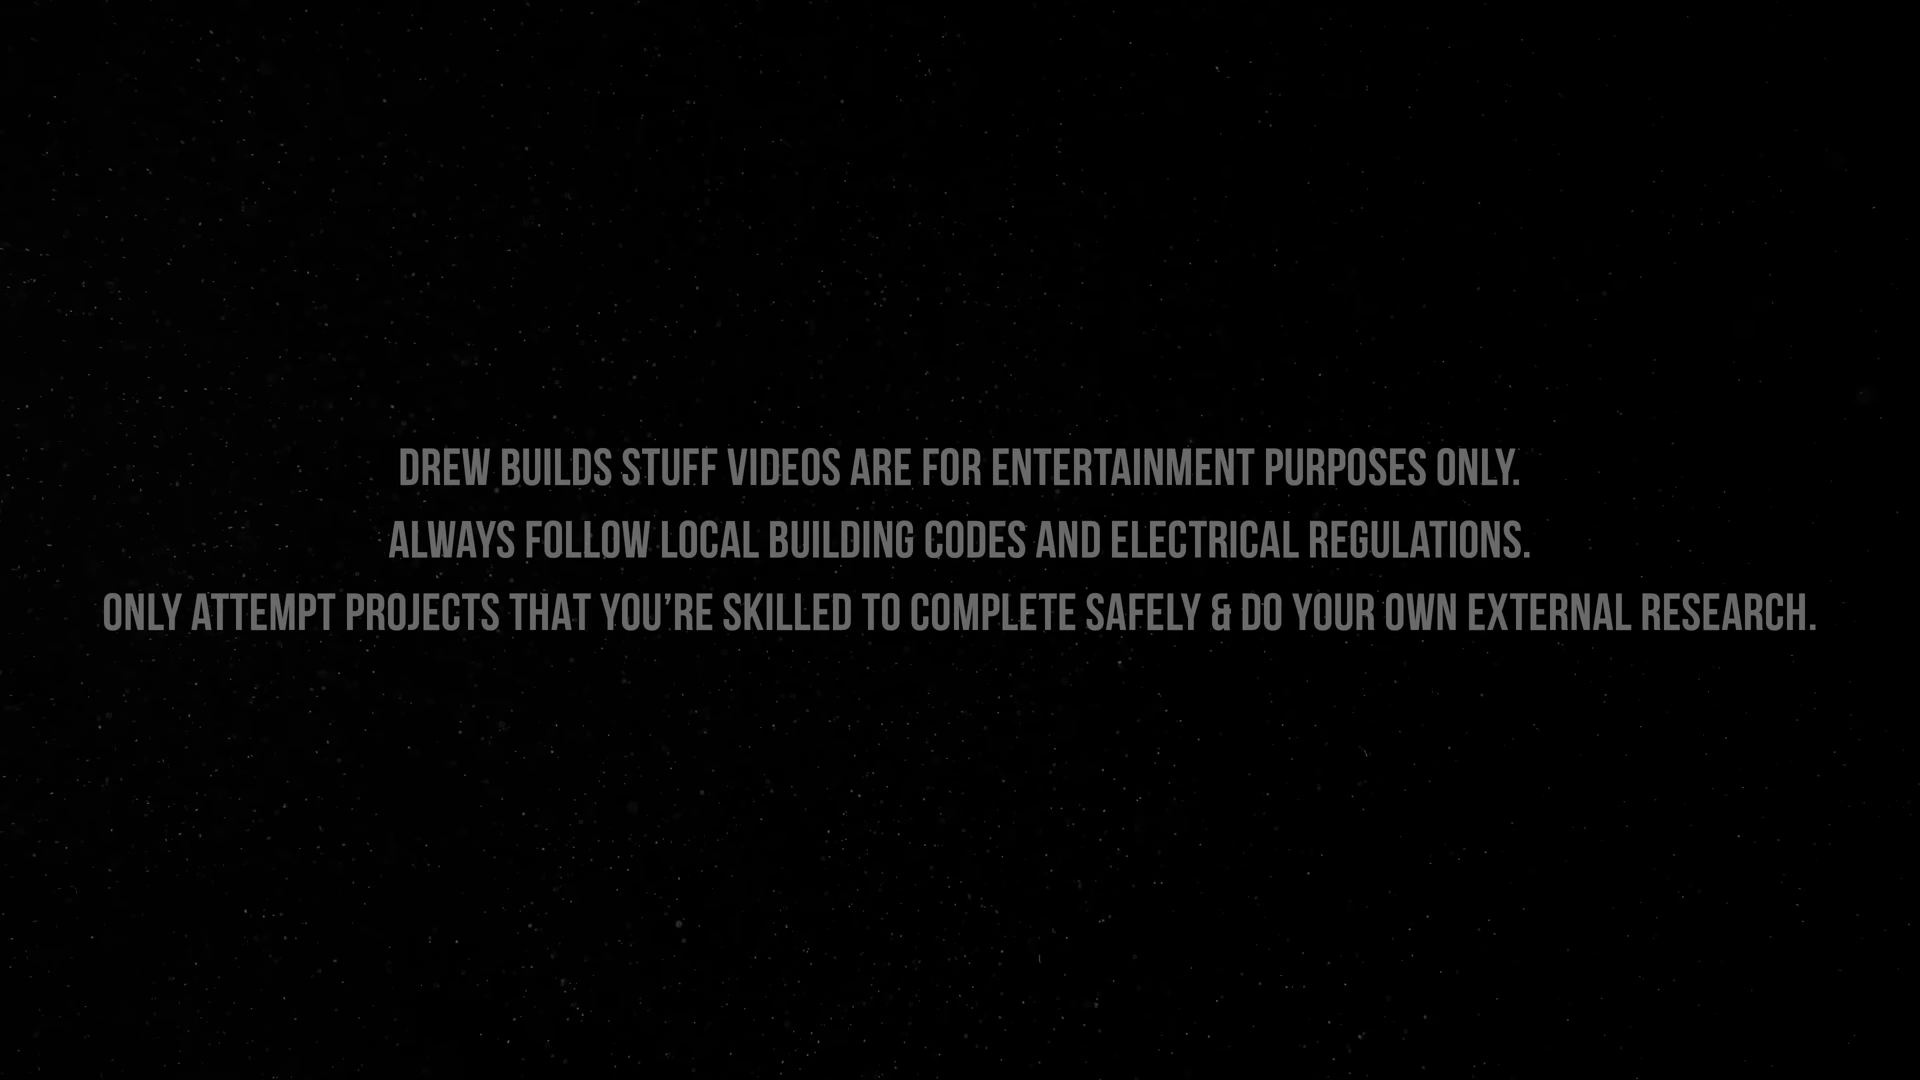 DREW BUILDS STUFF VIDEOS ARE FOR ENTERTAINMENT PURPOSES ONLY.
ALWAYS FOLLOW LOCAL BUILDING CODES AND ELECTRICAL REGULATIONS.
ONLY ATTEMPT PROJECTS THAT YOU’RE SKILLED TO COMPLETE SAFELY & DO YOUR OWN EXTERNAL RESEARCH.